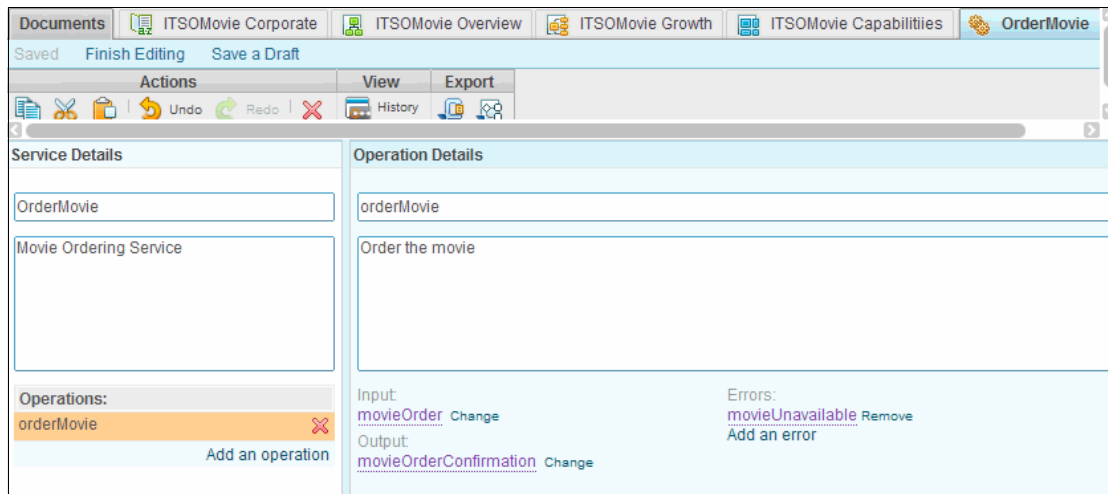 Documents ITSOMovie Corporate ITSOMovie Overview ITSOMovie Growth ITSOMovie Capabilitiies OrderMovie
Saved Finish Editing Save a Draft
Actions View Export
Undo Redo History
Service Details Operation Details
OrderMovie orderMovie
Movie Ordering Service Order the movie
Operations:
orderMovie
Add an operation
Input:
movieOrder Change
Output:
movieOrderConfirmation Change
Errors:
movieUnavailable Remove
Add an error